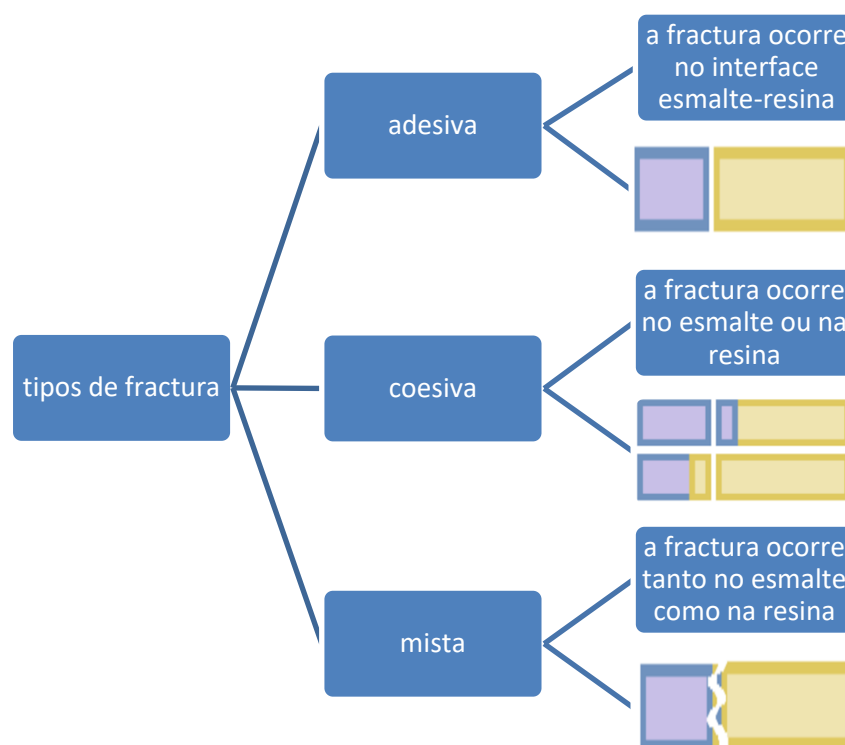 tipos de fractura
adesiva
a fractura ocorre
no interface
esmalte-resina
coesiva
a fractura ocorre
no esmalte ou na
resina
mista
a fractura ocorre
tanto no esmalte
como na resina